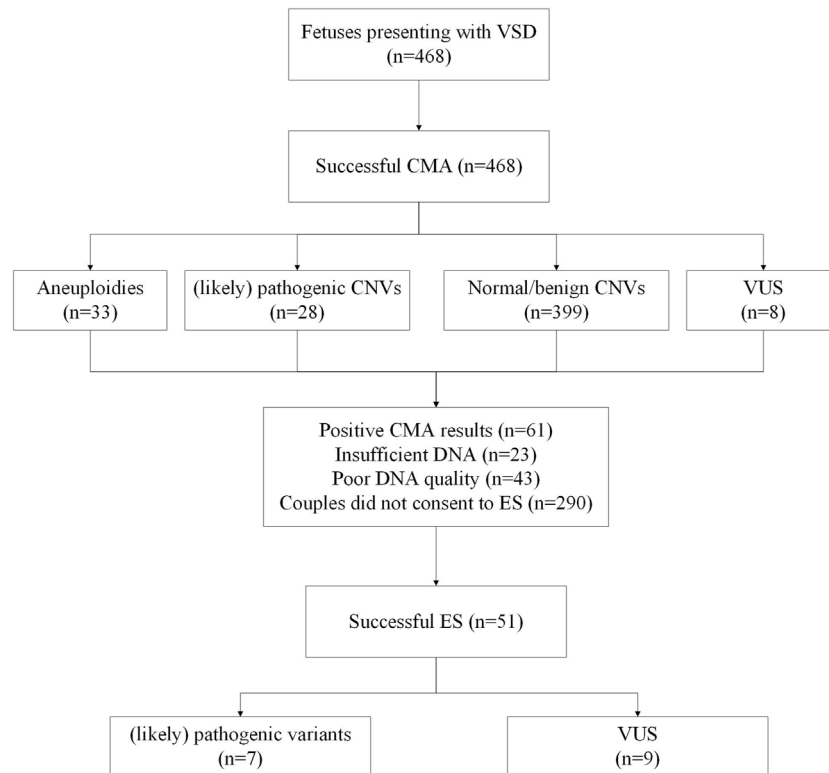 Fetuses presenting with VSD
(n=468)
Successful CMA (n=468)
Aneuploidies
(n=33)
(likely) pathogenic CNVs
(n=28)
Normal/benign CNVs
(n=399)
VUS
(n=8)
Positive CMA results (n=61)
Insufficient DNA (n=23)
Poor DNA quality (n=43)
Couples did not consent to ES (n=290)
Successful ES (n=51)
(likely) pathogenic variants
(n=7)
VUS
(n=9)